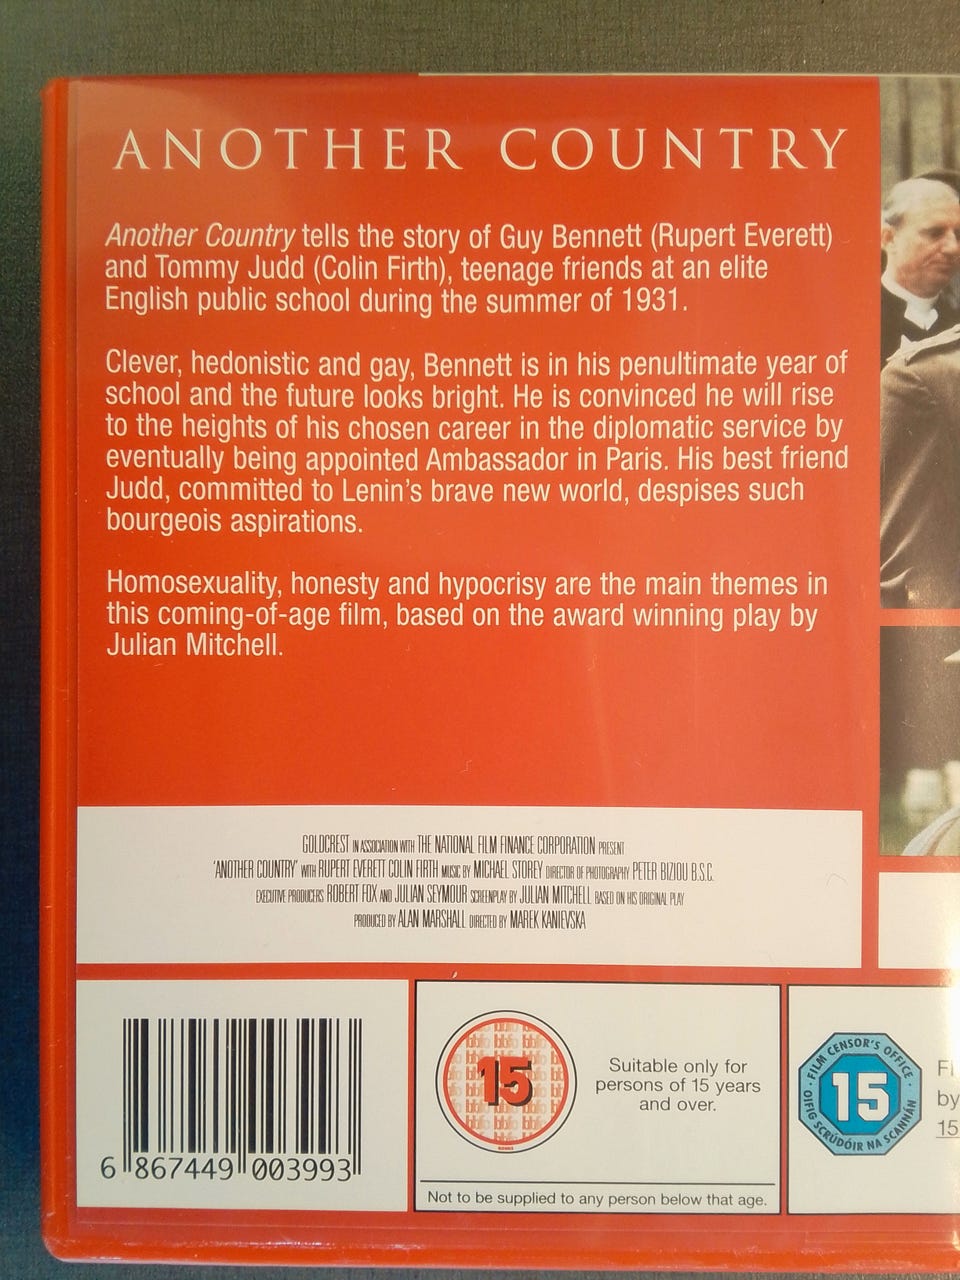 ANOTHER COUNTRY
Another Country tells the story of Guy Bennett (Rupert Everett)
and Tommy Judd (Colin Firth), teenage friends at an elite
English public school during the summer of 1931.
Clever, hedonistic and gay, Bennett is in his penultimate year of
school and the future looks bright. He is convinced he will rise
to the heights of his chosen career in the diplomatic service by
eventually being appointed Ambassador in Paris. His best friend
Judd, committed to Lenin's brave new world, despises such
bourgeois aspirations.
Homosexuality, honesty and hypocrisy are the main themes in
this coming-of-age film, based on the award winning play by
Julian Mitchell.
GOLDCREST IN ASSOCIATION WITH THE NATIONAL FILM FINANCE CORPORATION PRESENT
'ANOTHER COUNTRY' WITH RUPERT EVERETT COLIN FIRTH MUSIC BY MICHAEL STOREY DIRECTOR OF PHOTOGRAPHY PETER BIZIOU B.S.C.
EXECUTIVE PRODUCERS ROBERT FOX AND JULIAN SEYMOUR SCREENPLAY BY JULIAN MITCHELL BASED ON HIS ORIGINAL PLAY
PRODUCED BY ALAN MARSHALL DIRECTED BY MAREK KANIEVSKA
6 867449 003993
15
Suitable only for
persons of 15 years
and over.
Not to be supplied to any person below that age.
· FILM CENSOR'S OFFICE ·
15
OIFIG SCRÚDÓIR NA SCANNÁN
by
15